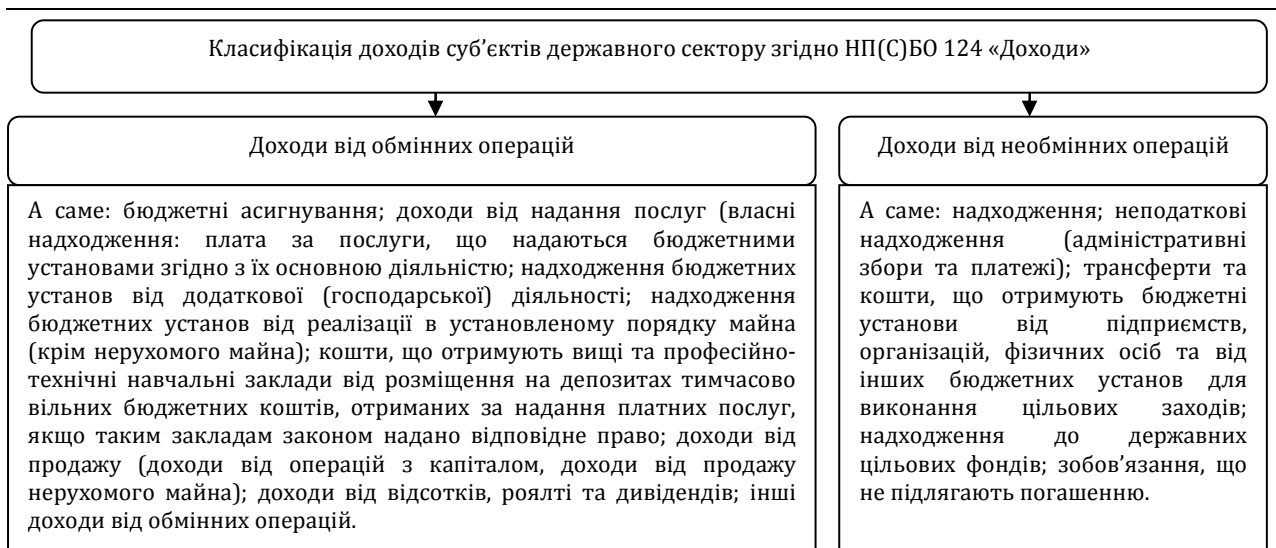 Класифікація доходів суб’єктів державного сектору згідно НП(С)БО 124 «Доходи»
Доходи від обмінних операцій
А саме: бюджетні асигнування; доходи від надання послуг (власні
надходження: плата за послуги, що надаються бюджетними
установами згідно з їх основною діяльністю; надходження бюджетних
установ від додаткової (господарської) діяльності; надходження
бюджетних установ від реалізації в установленому порядку майна
(крім нерухомого майна); кошти, що отримують вищі та професійно-
технічні навчальні заклади від розміщення на депозитах тимчасово
вільних бюджетних коштів, отриманих за надання платних послуг,
якщо таким закладам законом надано відповідне право; доходи від
продажу (доходи від операцій з капіталом, доходи від продажу
нерухомого майна); доходи від відсотків, роялті та дивідендів; інші
доходи від обмінних операцій.
Доходи від необмінних операцій
А саме: надходження; неподаткові
надходження (адміністративні
збори та платежі); трансферти та
кошти, що отримують бюджетні
установи від підприємств,
організацій, фізичних осіб та від
інших бюджетних установ для
виконання цільових заходів;
надходження до державних
цільових фондів; зобов’язання, що
не підлягають погашенню.